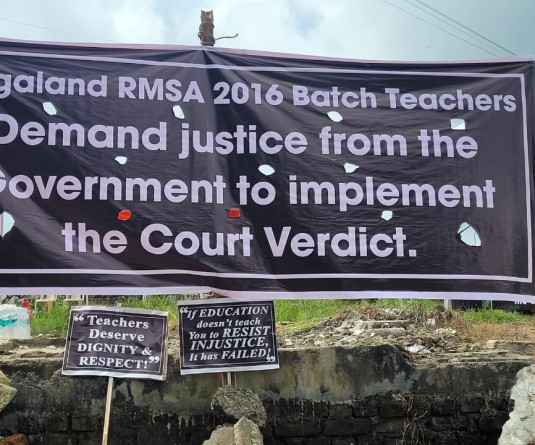 galand RMSA 2016 Batch Teachers
Demand justice from the
Government to implement
the Court Verdict.
"Teachers
Deserve
DIGNITY &
RESPECT!"
"If EDUCATION
doesn't teach
You to RESIST
INJUSTICE,
It has FAILED!"